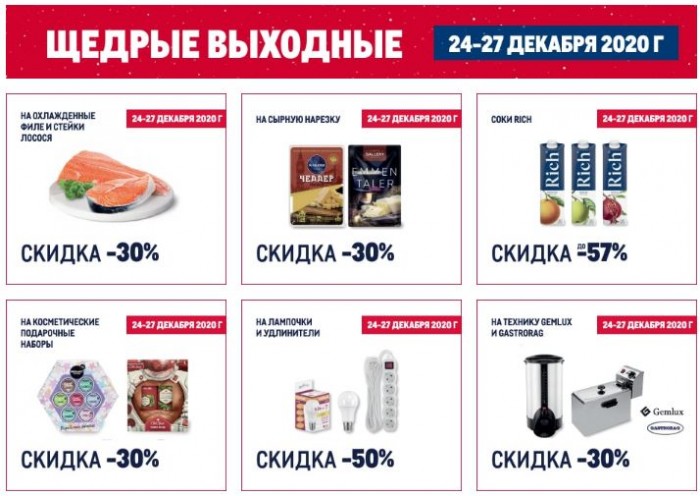 ЩЕДРЫЕ ВЫХОДНЫЕ
24-27 ДЕКАБРЯ 2020 Г
НА ОХЛАЖДЕННЫЕ
ФИЛЕ И СТЕЙКИ
ЛОСОСЯ
24-27 ДЕКАБРЯ 2020 Г
СКИДКА -30%
НА СЫРНУЮ НАРЕЗКУ
24-27 ДЕКАБРЯ 2020 Г
ЧЕДДЕР
EMMEN
TALER
СКИДКА -30%
СОКИ RICH
24-27 ДЕКАБРЯ 2020 Г
Rich
Rich
Rich
СКИДКА ДО -57%
НА КОСМЕТИЧЕСКИЕ
ПОДАРОЧНЫЕ
НАБОРЫ
24-27 ДЕКАБРЯ 2020 Г
СКИДКА -30%
НА ЛАМПОЧКИ
И УДЛИНИТЕЛИ
24-27 ДЕКАБРЯ 2020 Г
СКИДКА -50%
НА ТЕХНИКУ GEMLUX
И GASTRORAG
24-27 ДЕКАБРЯ 2020 Г
Gemlux
GASTRORAG
СКИДКА -30%